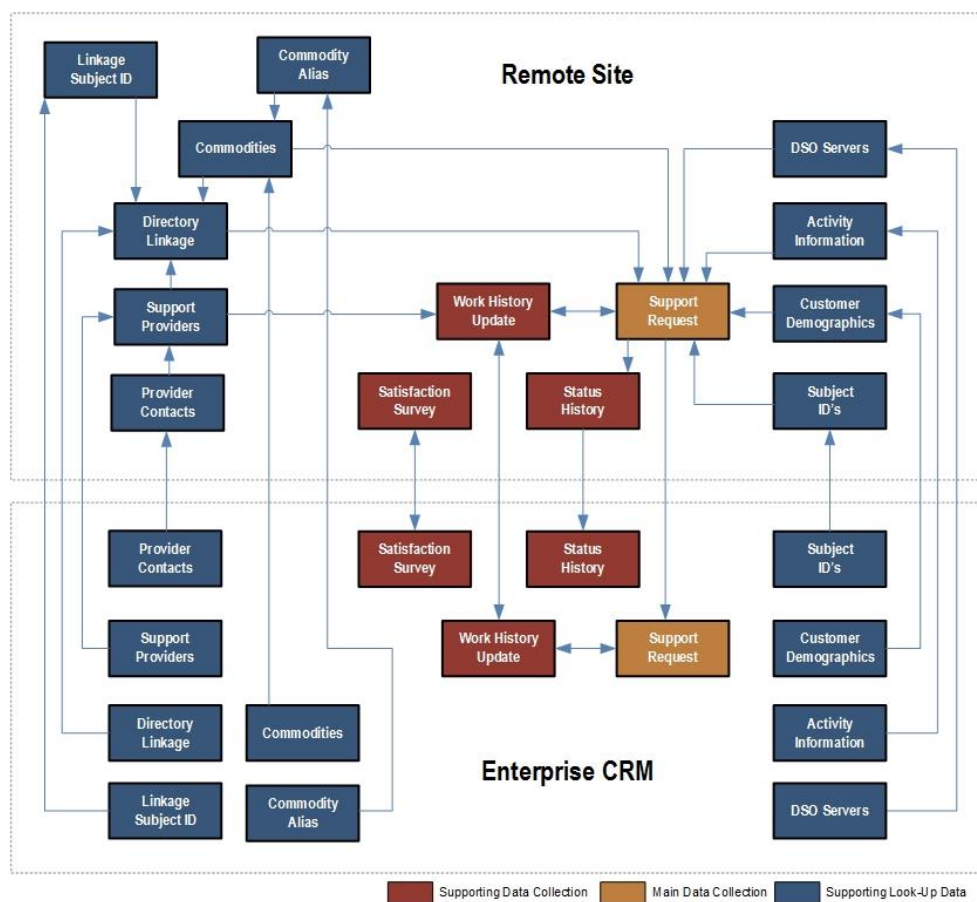 Linkage
Subject ID
Commodity
Alias
Remote Site
Commodities
DSO Servers
Directory
Linkage
Activity
Information
Support
Providers
Work History
Update
Support
Request
Customer
Demographics
Provider
Contacts
Satisfaction
Survey
Status
History
Subject
ID's
Provider
Contacts
Satisfaction
Survey
Status
History
Subject
ID's
Support
Providers
Work History
Update
Support
Request
Customer
Demographics
Directory
Linkage
Commodities
Activity
Information
Enterprise CRM
Linkage
Subject ID
Commodity
Alias
DSO Servers
Supporting Data Collection
Main Data Collection
Supporting Look-Up Data